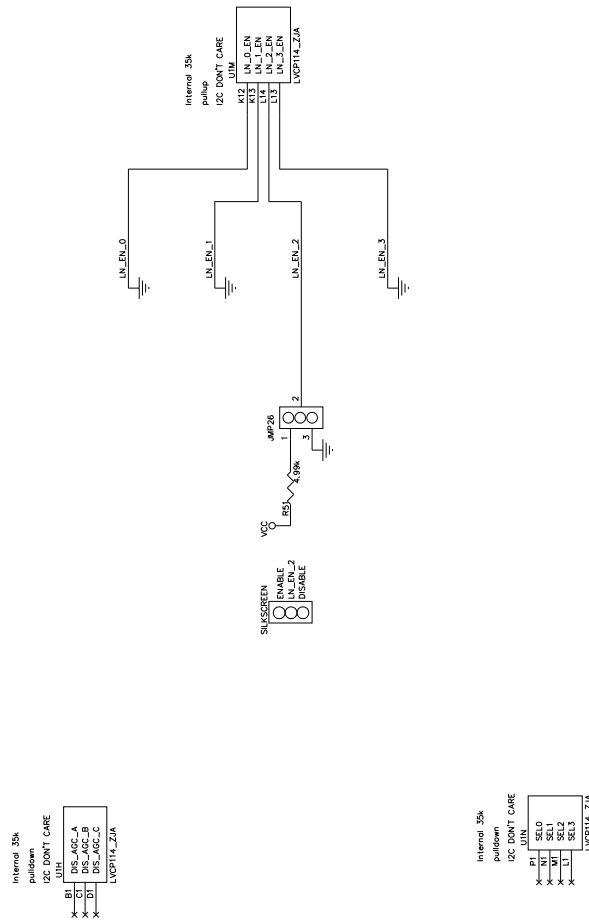 Internal 35k
pullup
I2C DON'T CARE
U1M
LN_0_EN
LN_1_EN
LN_2_EN
LN_3_EN
LVCP114_ZJA
K12
K13
L14
L13
LN_EN_0
LN_EN_1
LN_EN_2
LN_EN_3
JMP26
1
2
3
R51
4.99k
VCC
SILKSCREEN
ENABLE
LN_EN_2
DISABLE
Internal 35k
pulldown
I2C DON'T CARE
U1H
DIS_AGC_A
DIS_AGC_B
DIS_AGC_C
LVCP114_ZJA
B1
C1
D1
Internal 35k
pulldown
I2C DON'T CARE
U1N
SEL0
SEL1
SEL2
SEL3
LVCP114_ZJA
P1
N1
M1
L1